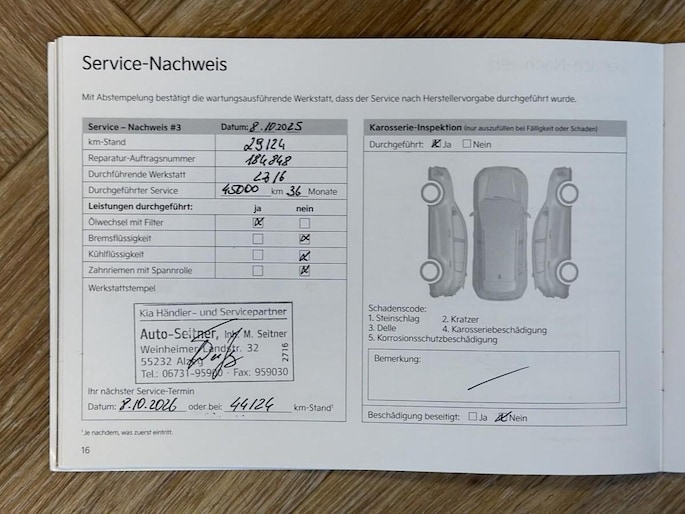 Service-Nachweis
Mit Abstempelung bestätigt die wartungsausführende Werkstatt, dass der Service nach Herstellervorgabe durchgeführt wurde.
Service – Nachweis #3 Datum: 8.10.2025
km-Stand 29124
Reparatur-Auftragsnummer 184848
Durchführende Werkstatt 2716
Durchgeführter Service 45000 km 36 Monate
Leistungen durchgeführt: ja nein
Ölwechsel mit Filter
Bremsflüssigkeit
Kühlflüssigkeit
Zahnriemen mit Spannrolle
Werkstattstempel
Kia Händler- und Servicepartner
Auto-Seitner, Inh. M. Seitner
Weinheimer Landstr. 32
55232 Alzey
Tel.: 06731-95900 · Fax: 959030
2716
Ihr nächster Service-Termin
Datum: 8.10.2026 oder bei: 44124 km-Stand¹
¹Je nachdem, was zuerst eintritt.
16
Karosserie-Inspektion (nur auszufüllen bei Fälligkeit oder Schäden)
Durchgeführt: Ja Nein
Schadenscode:
1. Steinschlag 2. Kratzer
3. Delle 4. Karosseriebeschädigung
5. Korrosionsschutzbeschädigung
Bemerkung:
Beschädigung beseitigt: Ja Nein